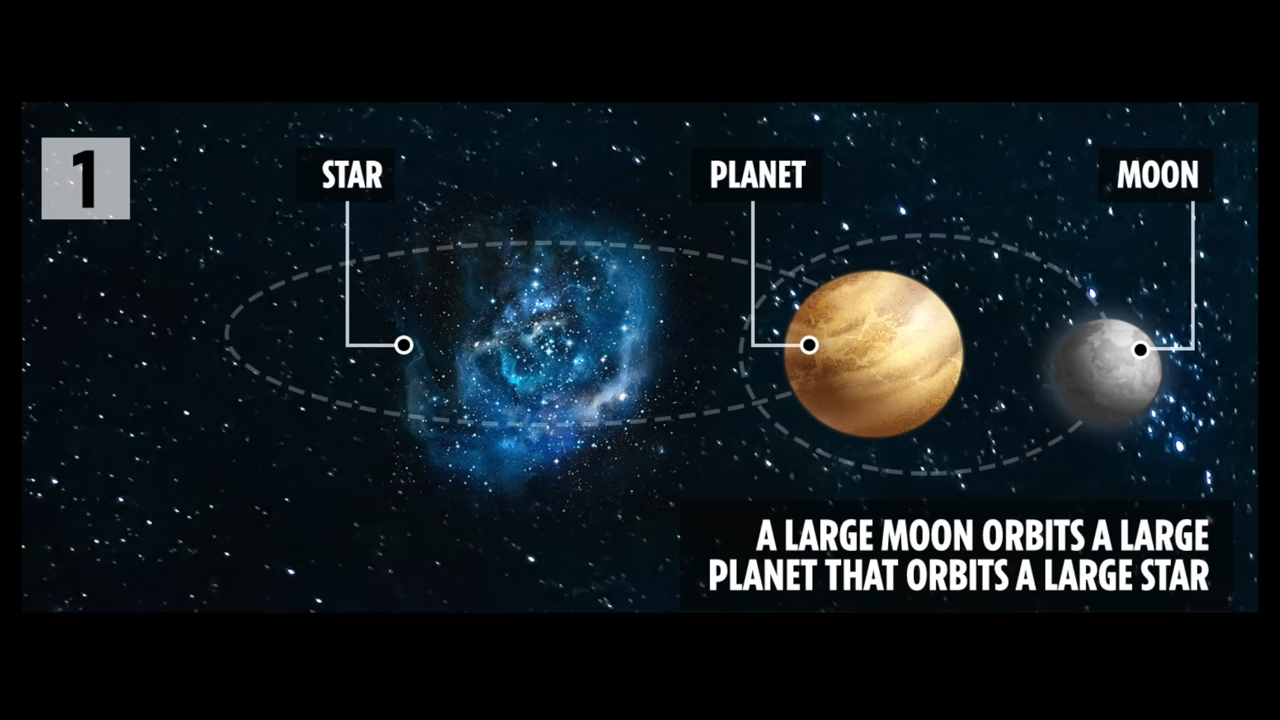 1
STAR
PLANET
MOON
A LARGE MOON ORBITS A LARGE
PLANET THAT ORBITS A LARGE STAR